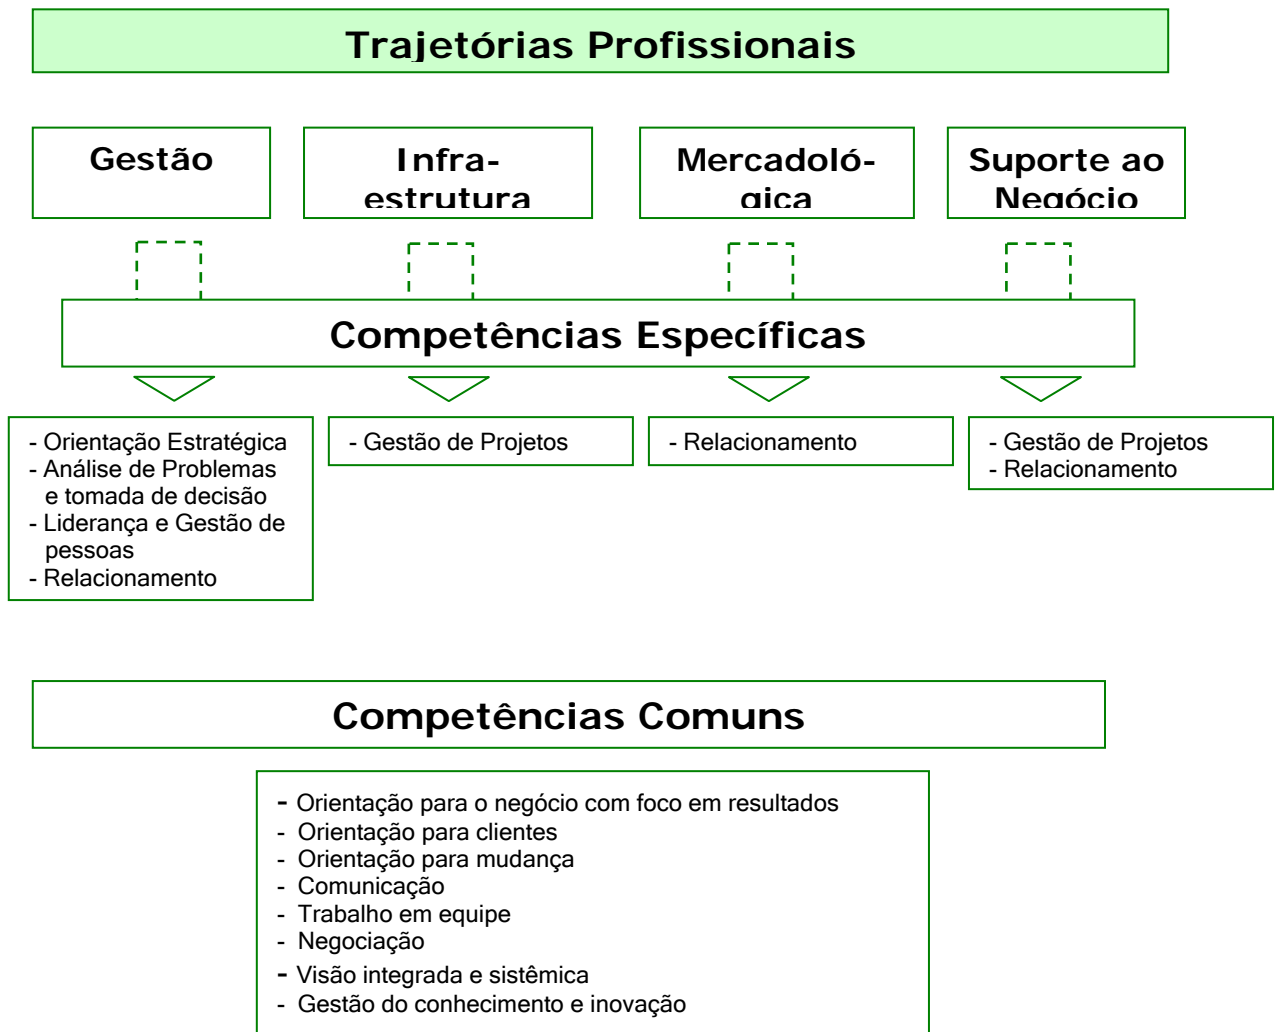 Trajetórias Profissionais
Gestão
Infra-
estrutura
Mercadoló-
gica
Suporte ao
Negócio
Competências Específicas
- Orientação Estratégica
- Análise de Problemas
e tomada de decisão
- Liderança e Gestão de
pessoas
- Relacionamento
- Gestão de Projetos
- Relacionamento
- Gestão de Projetos
- Relacionamento
Competências Comuns
- Orientação para o negócio com foco em resultados
- Orientação para clientes
- Orientação para mudança
- Comunicação
- Trabalho em equipe
- Negociação
- Visão integrada e sistêmica
- Gestão do conhecimento e inovação